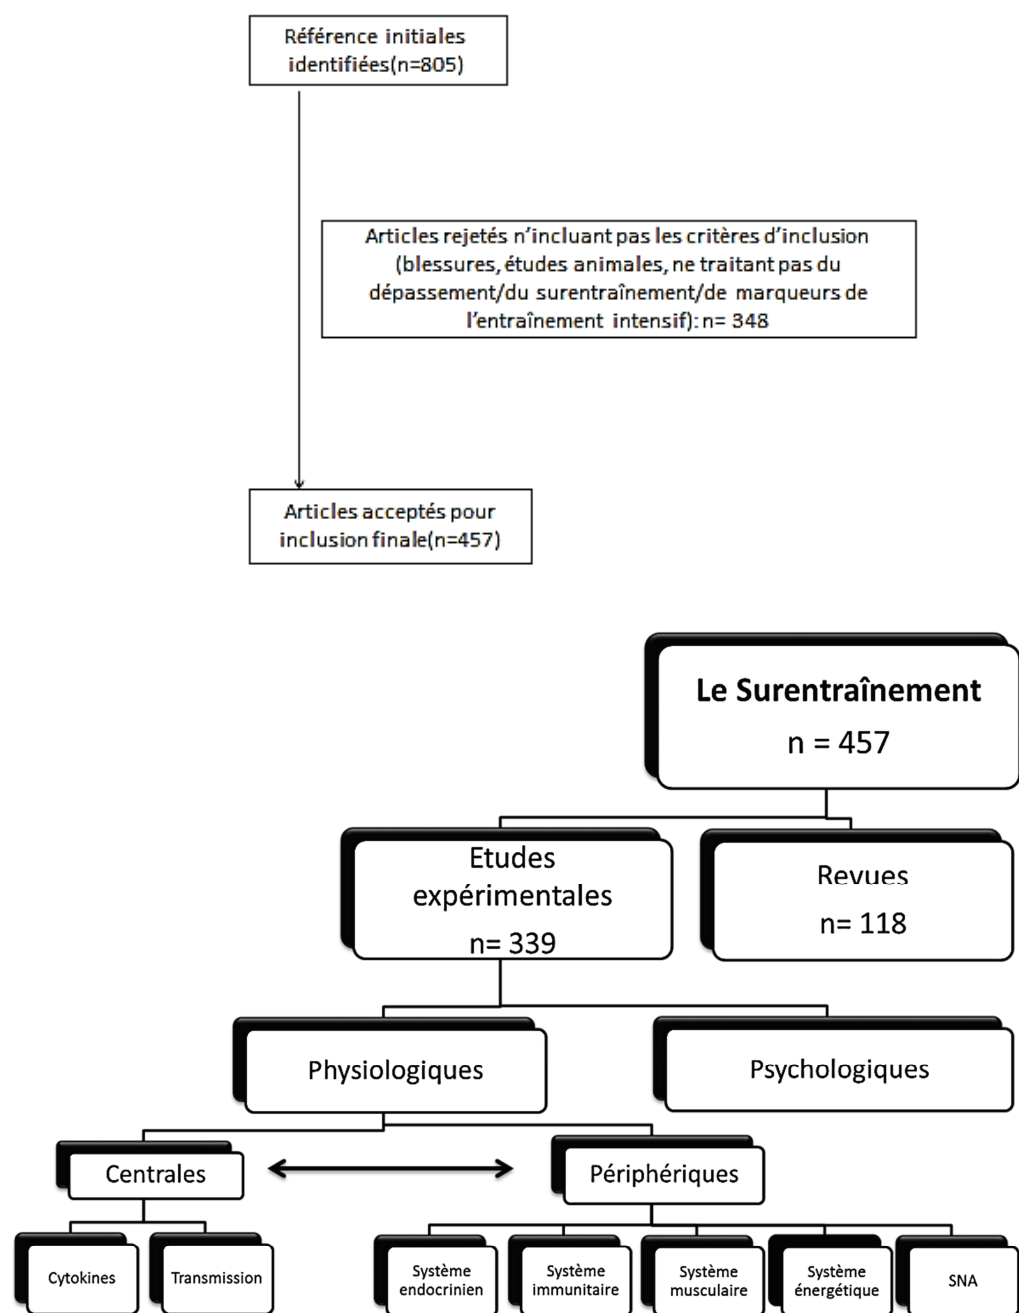 Référence initiales
identifiées(n=805)
Articles rejetés n'incluant pas les critères d'inclusion
(blessures, études animales, ne traitant pas du
dépassement/du surentraînement/de marqueurs de
l'entraînement intensif): n= 348
Articles acceptés pour
inclusion finale(n=457)
Le Surentraînement
n = 457
Etudes
expérimentales
n= 339
Revues
n= 118
Physiologiques
Psychologiques
Centrales
Périphériques
Cytokines
Transmission
Système
endocrinien
Système
immunitaire
Système
musculaire
Système
énergétique
SNA